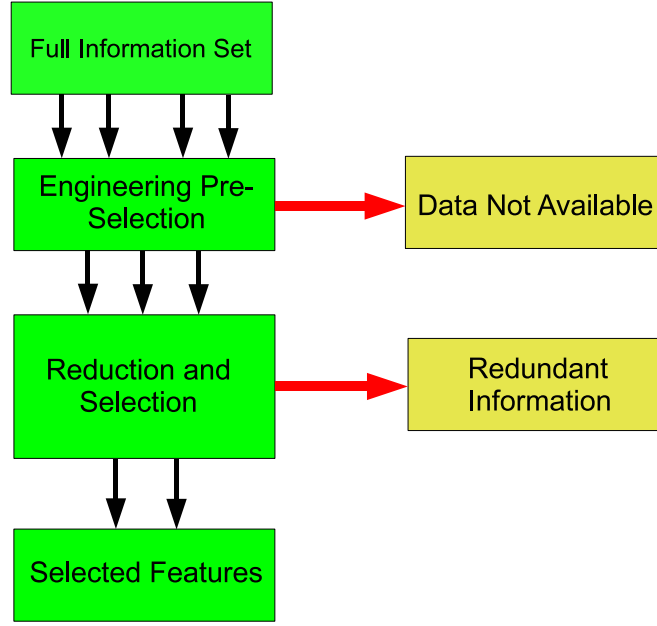 Full Information Set
Engineering Pre-
Selection
Data Not Available
Reduction and
Selection
Redundant
Information
Selected Features